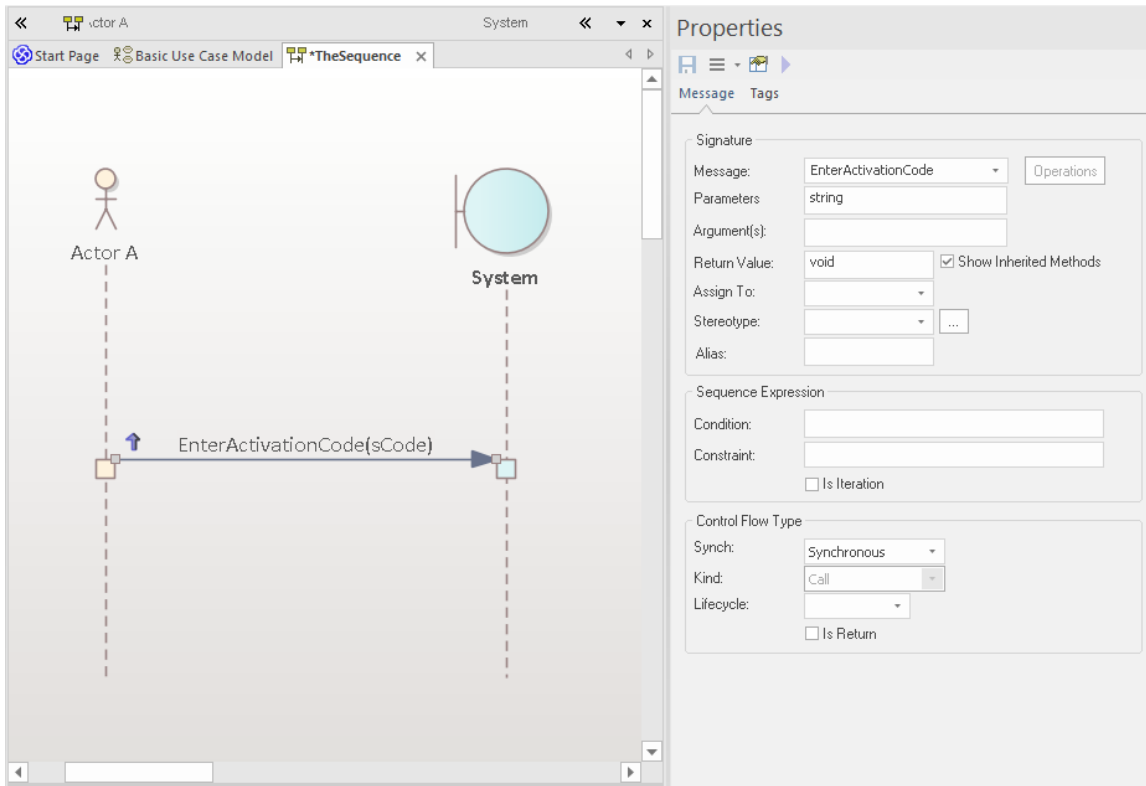 ctor A System
Start Page Basic Use Case Model *TheSequence
Actor A
System
EnterActivationCode(sCode)
Properties
Message Tags
Signature
Message: EnterActivationCode Operations
Parameters string
Argument(s):
Return Value: void Show Inherited Methods
Assign To:
Stereotype: ...
Alias:
Sequence Expression
Condition:
Constraint:
Is Iteration
Control Flow Type
Synch: Synchronous
Kind: Call
Lifecycle:
Is Return